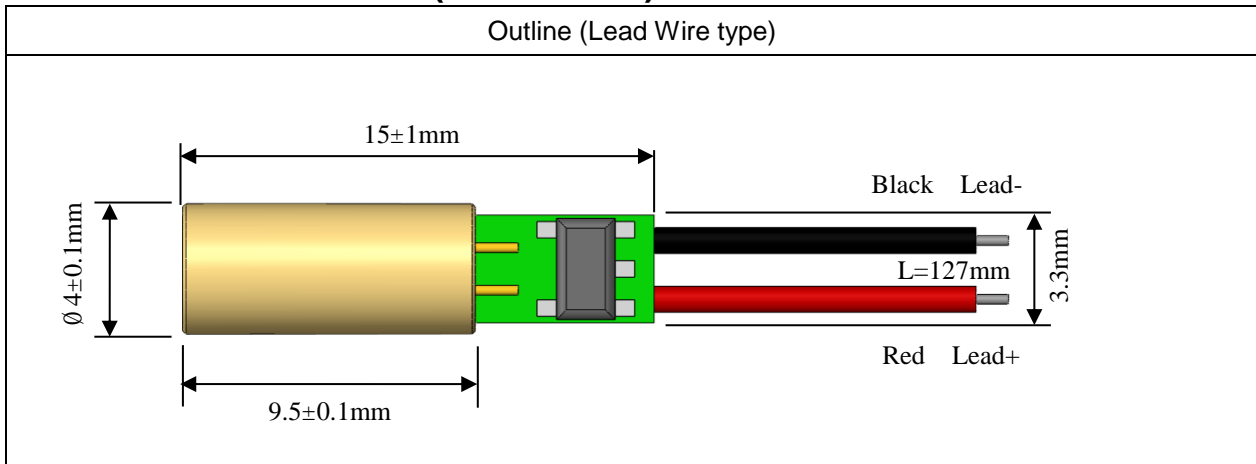 Outline (Lead Wire type)
15±1mm
Black Lead-
Ø 4±0.1mm
L=127mm
3.3mm
Red Lead+
9.5±0.1mm